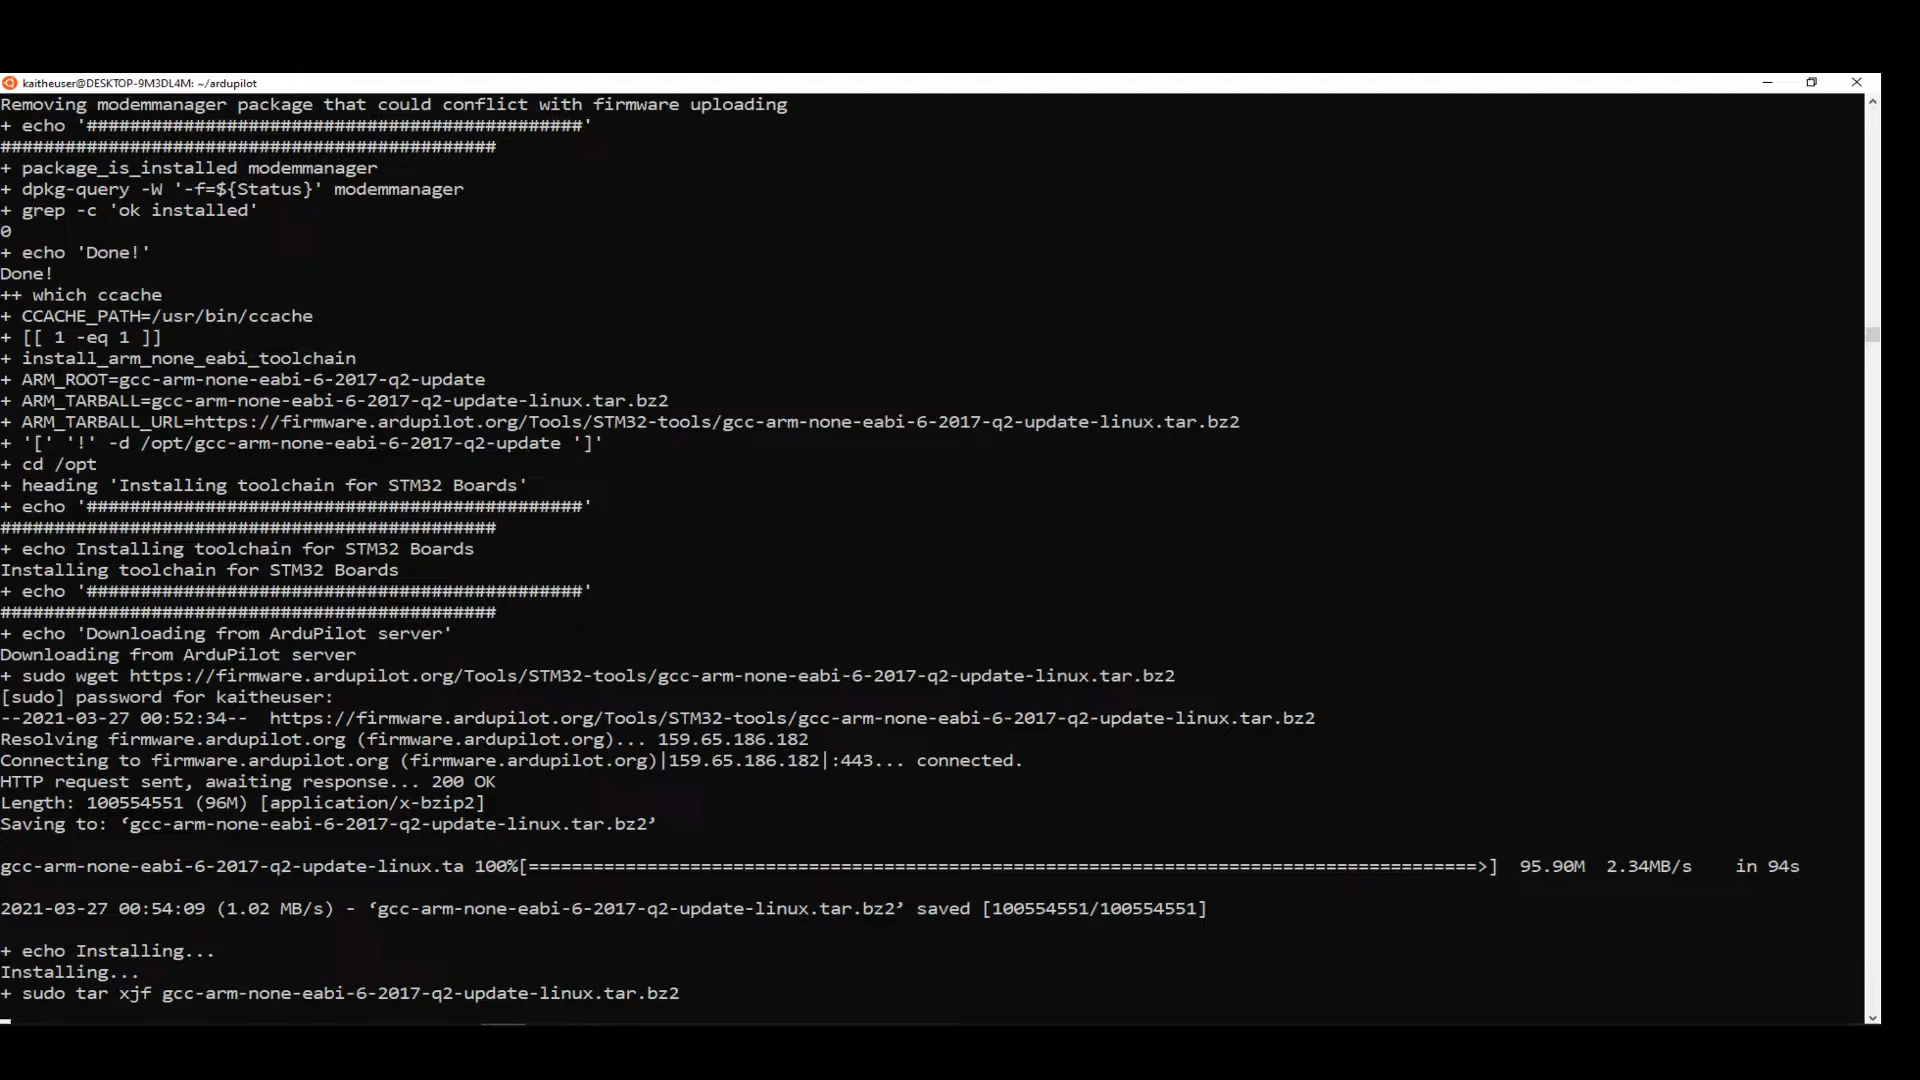 kaitheuser@DESKTOP-9M3DL4M: ~/ardupilot
Removing modemmanager package that could conflict with firmware uploading
+ echo '##############################################'
##############################################
+ package_is_installed modemmanager
+ dpkg-query -W '-f=${Status}' modemmanager
+ grep -c 'ok installed'
0
+ echo 'Done!'
Done!
++ which ccache
+ CCACHE_PATH=/usr/bin/ccache
+ [[ 1 -eq 1 ]]
+ install_arm_none_eabi_toolchain
+ ARM_ROOT=gcc-arm-none-eabi-6-2017-q2-update
+ ARM_TARBALL=gcc-arm-none-eabi-6-2017-q2-update-linux.tar.bz2
+ ARM_TARBALL_URL=https://firmware.ardupilot.org/Tools/STM32-tools/gcc-arm-none-eabi-6-2017-q2-update-linux.tar.bz2
+ '[' '!' -d /opt/gcc-arm-none-eabi-6-2017-q2-update ']'
+ cd /opt
+ heading 'Installing toolchain for STM32 Boards'
+ echo '##############################################'
##############################################
+ echo Installing toolchain for STM32 Boards
Installing toolchain for STM32 Boards
+ echo '##############################################'
##############################################
+ echo 'Downloading from ArduPilot server'
Downloading from ArduPilot server
+ sudo wget https://firmware.ardupilot.org/Tools/STM32-tools/gcc-arm-none-eabi-6-2017-q2-update-linux.tar.bz2
[sudo] password for kaitheuser:
--2021-03-27 00:52:34--  https://firmware.ardupilot.org/Tools/STM32-tools/gcc-arm-none-eabi-6-2017-q2-update-linux.tar.bz2
Resolving firmware.ardupilot.org (firmware.ardupilot.org)... 159.65.186.182
Connecting to firmware.ardupilot.org (firmware.ardupilot.org)|159.65.186.182|:443... connected.
HTTP request sent, awaiting response... 200 OK
Length: 100554551 (96M) [application/x-bzip2]
Saving to: ‘gcc-arm-none-eabi-6-2017-q2-update-linux.tar.bz2’
gcc-arm-none-eabi-6-2017-q2-update-linux.ta 100%[========================================================================================>]  95.90M  2.34MB/s    in 94s
2021-03-27 00:54:09 (1.02 MB/s) - ‘gcc-arm-none-eabi-6-2017-q2-update-linux.tar.bz2’ saved [100554551/100554551]
+ echo Installing...
Installing...
+ sudo tar xjf gcc-arm-none-eabi-6-2017-q2-update-linux.tar.bz2